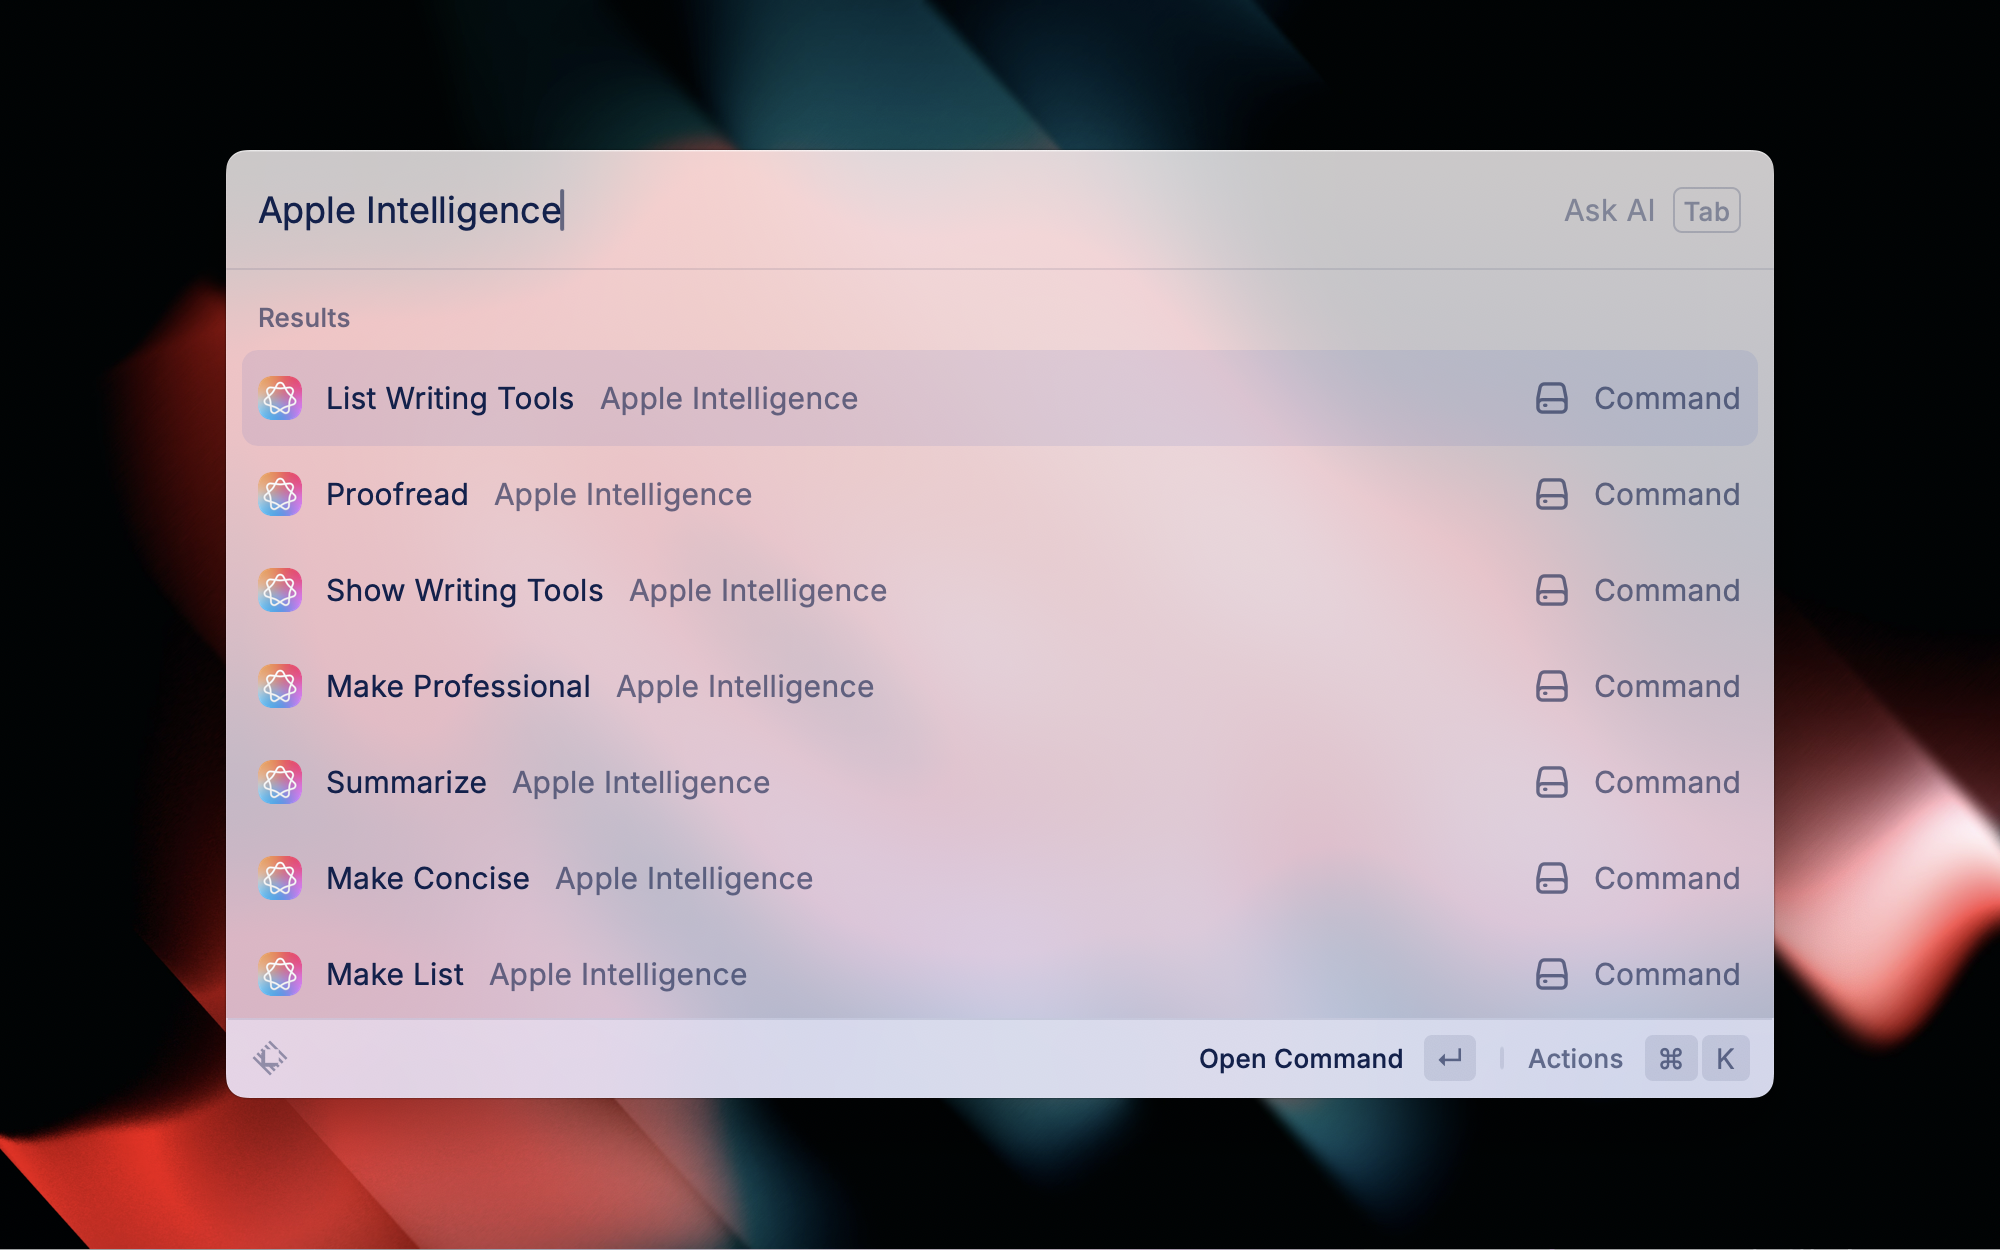 Apple Intelligence Ask AI Tab
Results
List Writing Tools Apple Intelligence Command
Proofread Apple Intelligence Command
Show Writing Tools Apple Intelligence Command
Make Professional Apple Intelligence Command
Summarize Apple Intelligence Command
Make Concise Apple Intelligence Command
Make List Apple Intelligence Command
Open Command ↵ Actions ⌘ K